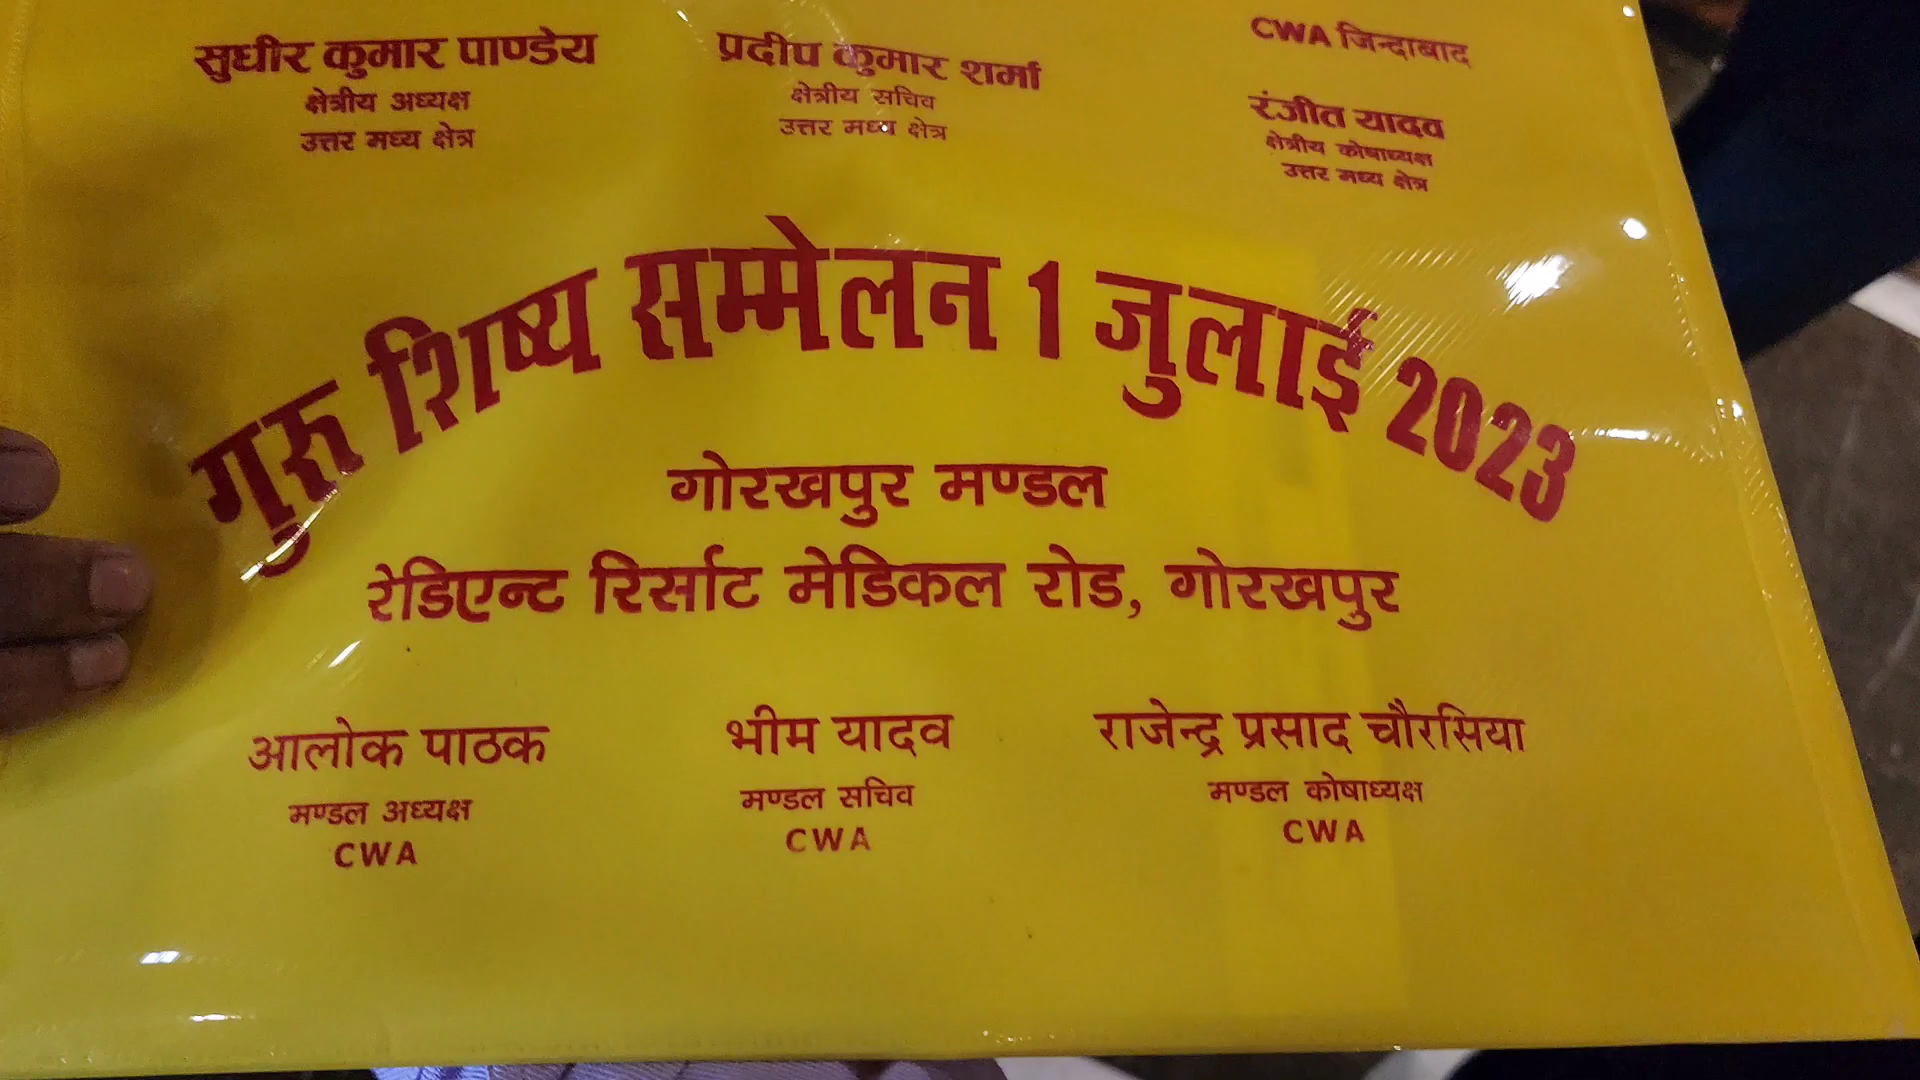 CWA जिन्दाबाद
सुधीर कुमार पाण्डेय
क्षेत्रीय अध्यक्ष
उत्तर मध्य क्षेत्र
प्रदीप कुमार शर्मा
क्षेत्रीय सचिव
उत्तर मध्य क्षेत्र
रंजीत यादव
क्षेत्रीय कोषाध्यक्ष
उत्तर मध्य क्षेत्र
गुरू शिष्य सम्मेलन 1 जुलाई 2023
गोरखपुर मण्डल
रेडिएन्ट रिर्साट मेडिकल रोड, गोरखपुर
आलोक पाठक
मण्डल अध्यक्ष
CWA
भीम यादव
मण्डल सचिव
CWA
राजेन्द्र प्रसाद चौरसिया
मण्डल कोषाध्यक्ष
CWA